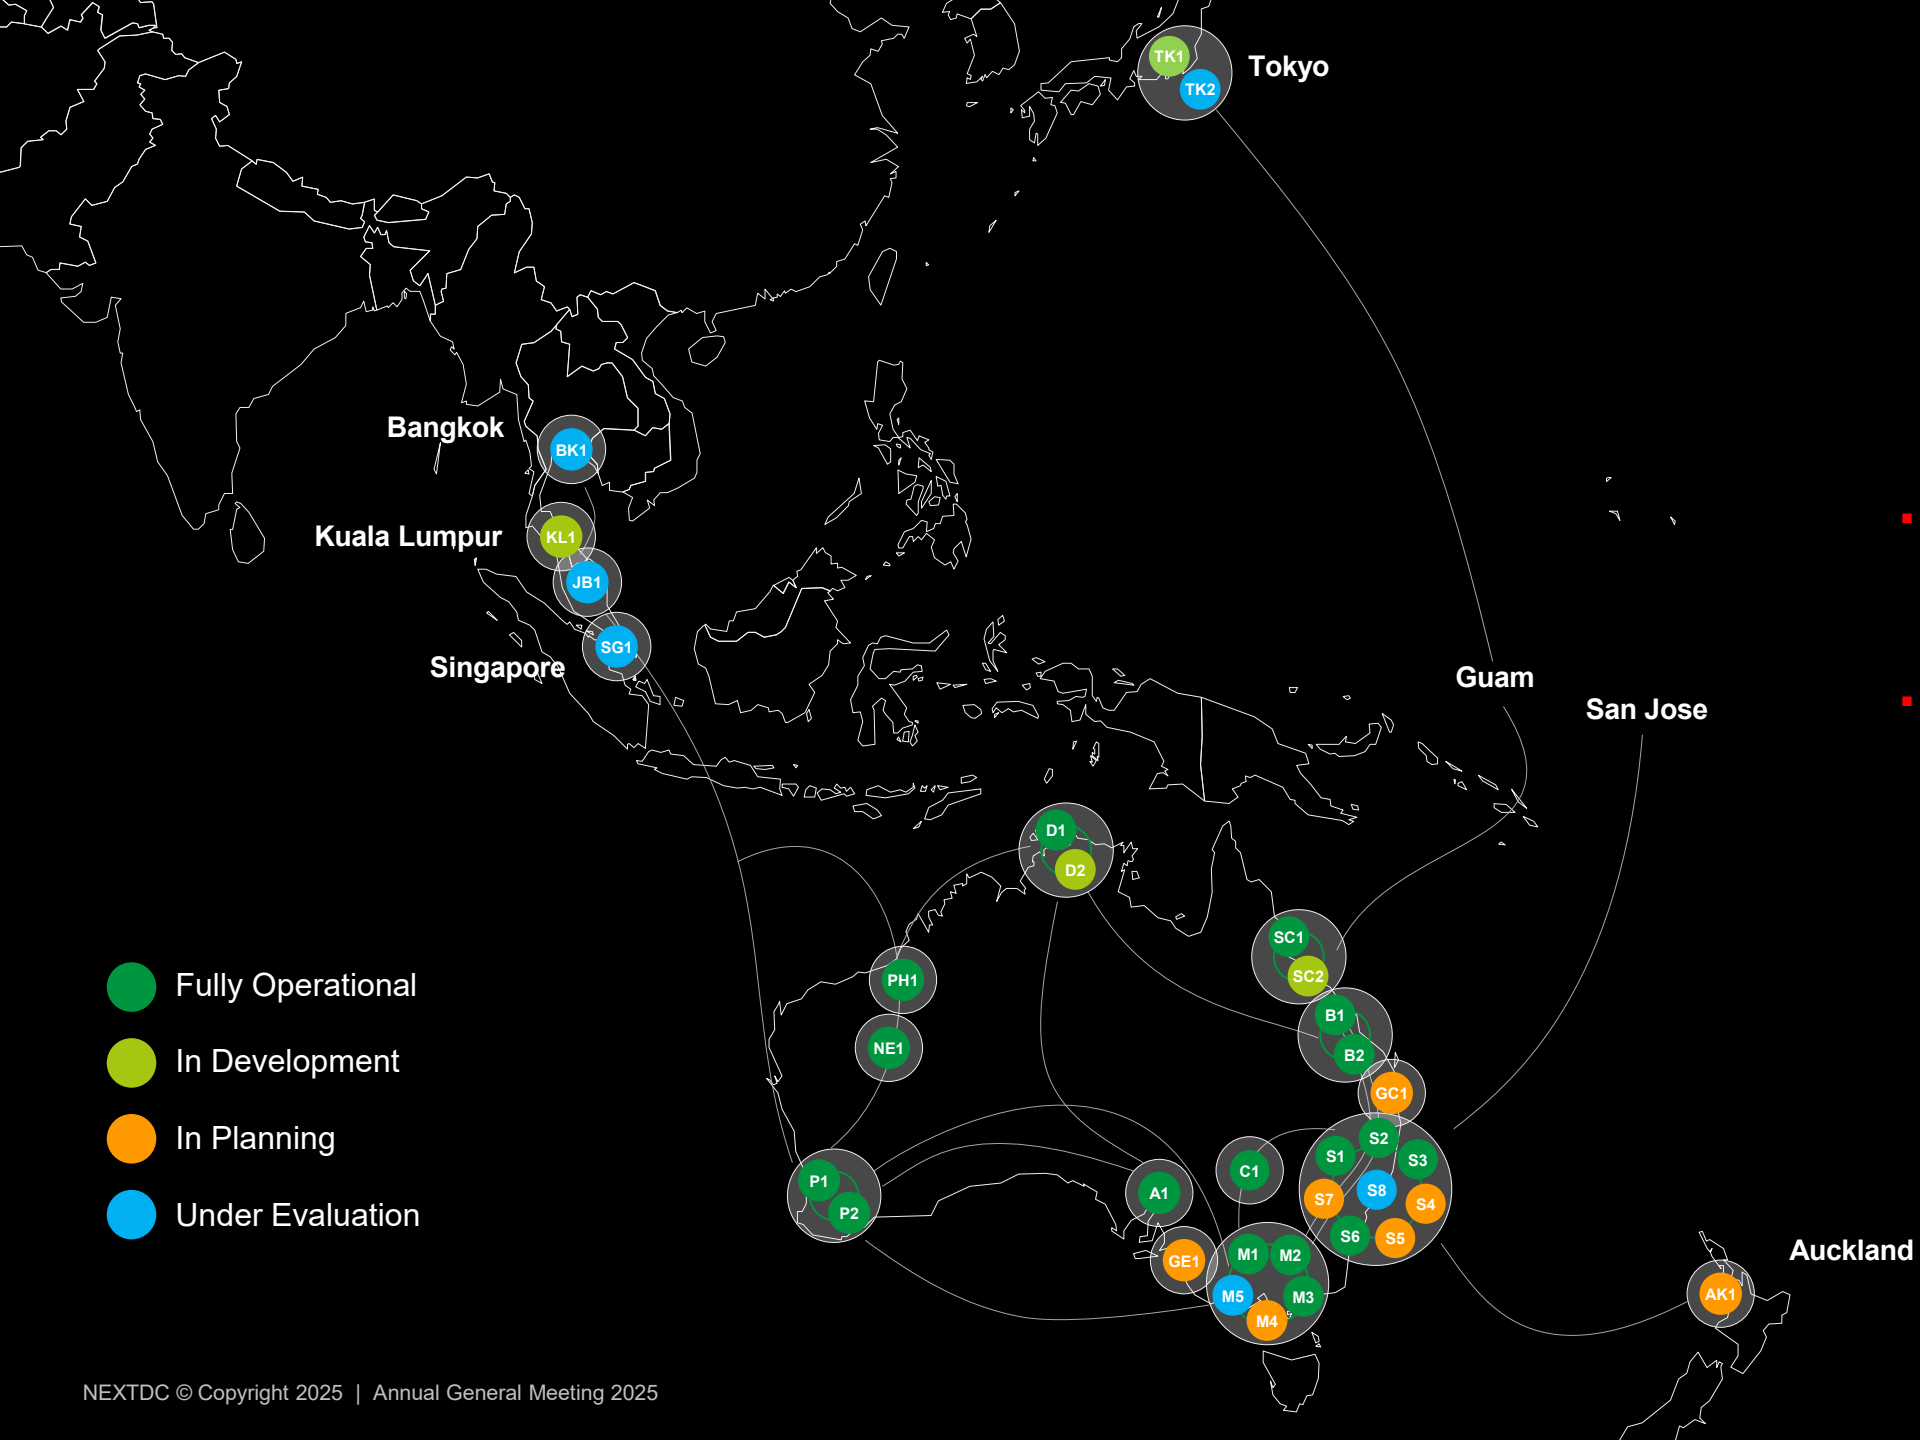 TK1
Tokyo
TK2
Bangkok
BK1
Kuala Lumpur
KL1
JB1
SG1
Singapore
Guam
San Jose
D1
D2
SC1
SC2
PH1
B1
NE1
B2
GC1
S2
S1
S3
C1
P1
S8
A1
S7
S4
P2
S6
S5
M1
M2
GE1
M5
M3
M4
Auckland
AK1
Fully Operational
In Development
In Planning
Under Evaluation
NEXTDC © Copyright 2025 | Annual General Meeting 2025